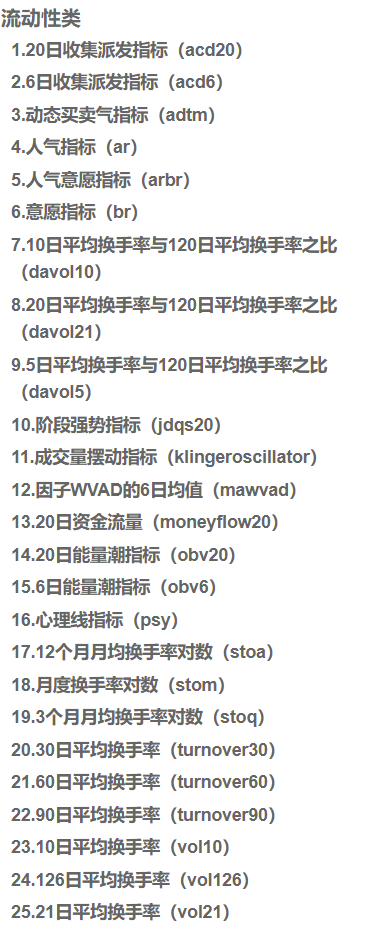 流动性类
1.20日收集派发指标（acd20）
2.6日收集派发指标（acd6）
3.动态买卖气指标（adtm）
4.人气指标（ar）
5.人气意愿指标（arbr）
6.意愿指标（br）
7.10日平均换手率与120日平均换手率之比
（davol10）
8.20日平均换手率与120日平均换手率之比
（davol21）
9.5日平均换手率与120日平均换手率之比
（davol5）
10.阶段强势指标（jdqs20）
11.成交量摆动指标（klingeroscillator）
12.因子WVAD的6日均值（mawvad）
13.20日资金流量（moneyflow20）
14.20日能量潮指标（obv20）
15.6日能量潮指标（obv6）
16.心理线指标（psy）
17.12个月月均换手率对数（stoa）
18.月度换手率对数（stom）
19.3个月月均换手率对数（stoq）
20.30日平均换手率（turnover30）
21.60日平均换手率（turnover60）
22.90日平均换手率（turnover90）
23.10日平均换手率（vol10）
24.126日平均换手率（vol126）
25.21日平均换手率（vol21）